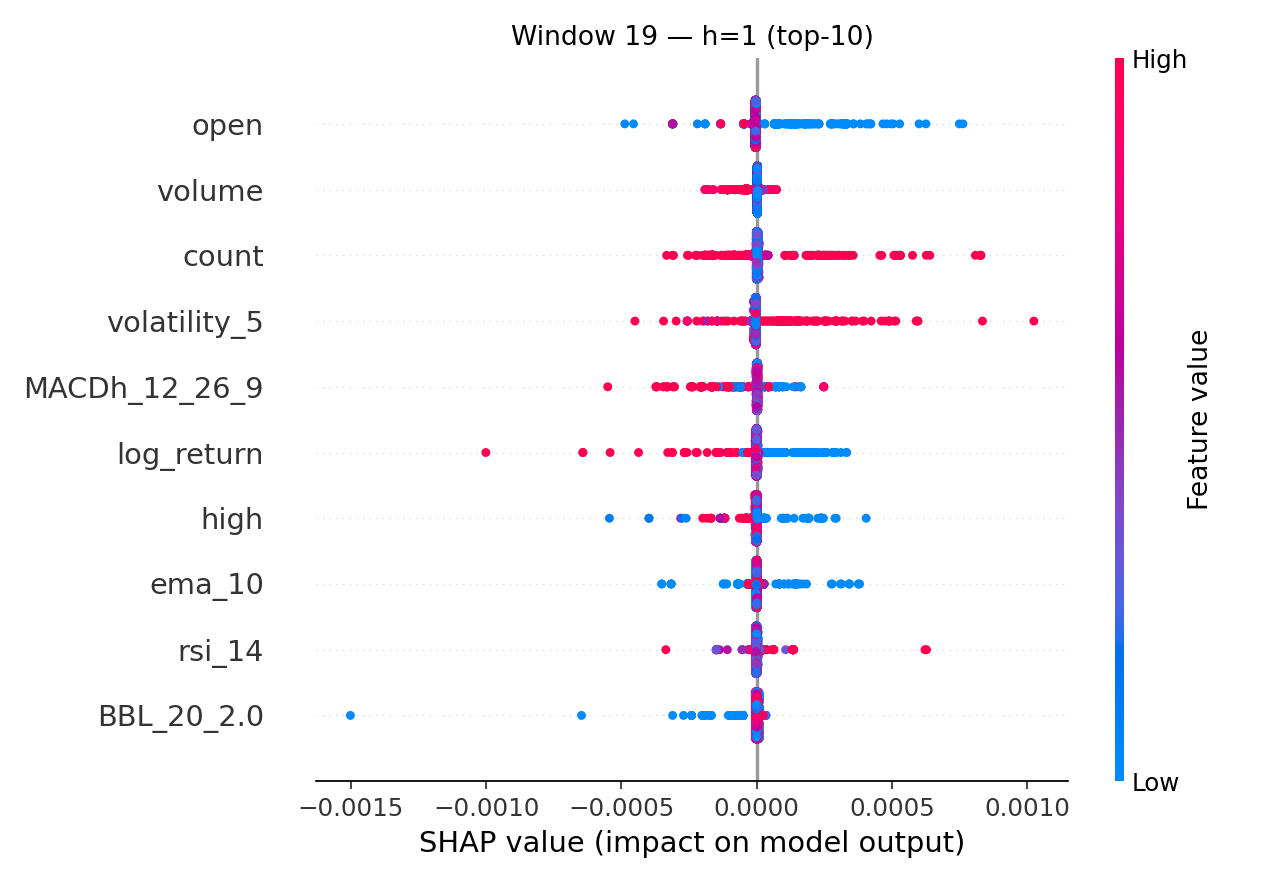 Window 19 — h=1 (top-10)
High
open
volume
count
volatility_5
MACDh_12_26_9
log_return
high
ema_10
rsi_14
BBL_20_2.0
Feature value
Low
−0.0015 −0.0010 −0.0005 0.0000 0.0005 0.0010
SHAP value (impact on model output)